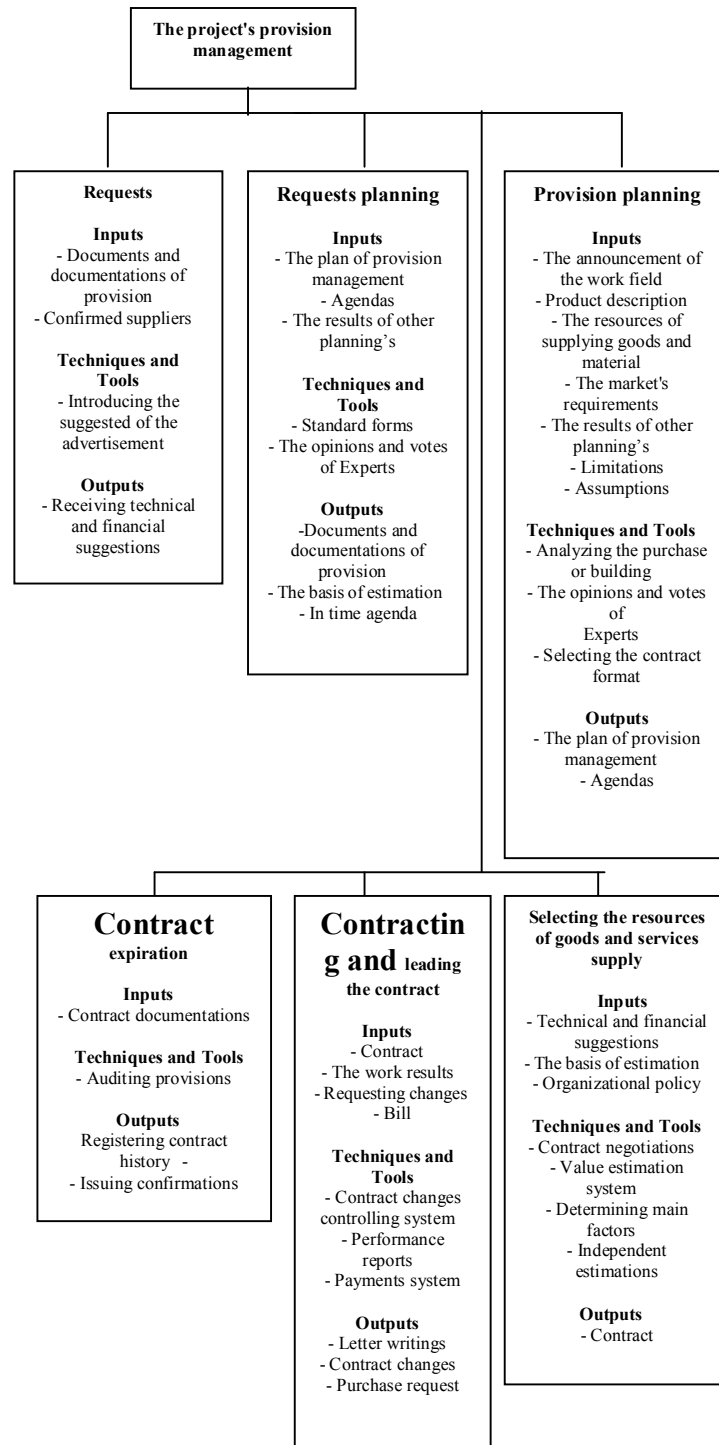 The project's provision
management
Requests
Inputs
- Documents and
documentations of
provision
- Confirmed suppliers
Techniques and
Tools
- Introducing the
suggested of the
advertisement
Outputs
- Receiving technical
and financial
suggestions
Requests planning
Inputs
- The plan of provision
management
- Agendas
- The results of other
planning's
Techniques and
Tools
- Standard forms
- The opinions and votes
of Experts
Outputs
-Documents and
documentations of
provision
- The basis of estimation
- In time agenda
Provision planning
Inputs
- The announcement of
the work field
- Product description
- The resources of
supplying goods and
material
- The market's
requirements
- The results of other
planning's
- Limitations
- Assumptions
Techniques and Tools
- Analyzing the purchase
or building
- The opinions and votes
of
Experts
- Selecting the contract
format
Outputs
- The plan of provision
management
- Agendas
Contract
expiration
Inputs
- Contract documentations
Techniques and Tools
- Auditing provisions
Outputs
Registering contract
history -
- Issuing confirmations
Contractin
g and leading
the contract
Inputs
- Contract
- The work results
- Requesting changes
- Bill
Techniques and
Tools
- Contract changes
controlling system
- Performance
reports
- Payments system
Outputs
- Letter writings
- Contract changes
- Purchase request
Selecting the resources
of goods and services
supply
Inputs
- Technical and financial
suggestions
- The basis of estimation
- Organizational policy
Techniques and Tools
- Contract negotiations
- Value estimation
system
- Determining main
factors
- Independent
estimations
Outputs
- Contract